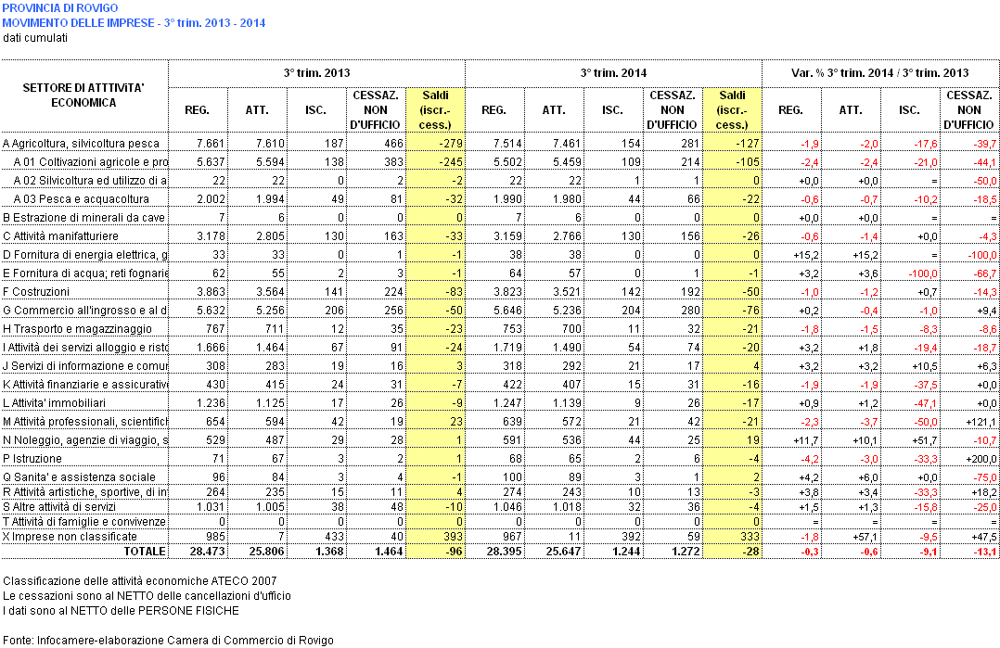 PROVINCIA DI ROVIGO
MOVIMENTO DELLE IMPRESE - 3° trim. 2013 - 2014
dati cumulati
SETTORE DI ATTTIViTA' ECONOMICA 3° trim. 2013 3° trim. 2014 Var. % 3° trim. 2014 / 3° trim. 2013
REG. ATT. ISC. CESSAZ. NON D'UFFICIO Saldi (iscr.-cess.) REG. ATT. ISC. CESSAZ. NON D'UFFICIO Saldi (iscr.-cess.) REG. ATT. ISC. CESSAZ. NON D'UFFICIO
A Agricoltura, silvicoltura pesca 7.661 7.610 187 466 -279 7.514 7.461 154 281 -127 -1,9 -2,0 -17,6 -39,7
A 01 Coltivazioni agricole e pro 5.637 5.594 138 383 -245 5.502 5.459 109 214 -105 -2,4 -2,4 -21,0 -44,1
A 02 Silvicoltura ed utilizzo di a 22 22 0 2 -2 22 22 1 1 0 +0,0 +0,0 = -50,0
A 03 Pesca e acquacoltura 2.002 1.994 49 81 -32 1.990 1.980 44 66 -22 -0,6 -0,7 -10,2 -18,5
B Estrazione di minerali da cave 7 6 0 0 0 7 6 0 0 0 +0,0 +0,0 = =
C Attività manifatturiere 3.178 2.805 130 163 -33 3.159 2.766 130 156 -26 -0,6 -1,4 +0,0 -4,3
D Fornitura di energia elettrica, g 33 33 0 1 -1 38 38 0 0 0 +15,2 +15,2 = -100,0
E Fornitura di acqua; reti fognarie 62 55 2 3 -1 64 57 0 1 -1 +3,2 +3,6 -100,0 -66,7
F Costruzioni 3.863 3.564 141 224 -83 3.823 3.521 142 192 -50 -1,0 -1,2 +0,7 -14,3
G Commercio all'ingrosso e al d 5.632 5.256 206 256 -50 5.646 5.236 204 280 -76 +0,2 -0,4 -1,0 +9,4
H Trasporto e magazzinaggio 767 711 12 35 -23 753 700 11 32 -21 -1,8 -1,5 -8,3 -8,6
I Attività dei servizi alloggio e risto 1.666 1.464 67 91 -24 1.719 1.490 54 74 -20 +3,2 +1,8 -19,4 -18,7
J Servizi di informazione e comu 308 283 19 16 3 318 292 21 17 4 +3,2 +3,2 +10,5 +6,3
K Attività finanziarie e assicurative 430 415 24 31 -7 422 407 15 31 -16 -1,9 -1,9 -37,5 +0,0
L Attivita' immobiliari 1.236 1.125 17 26 -9 1.247 1.139 9 26 -17 +0,9 +1,2 -47,1 +0,0
M Attività professionali, scientific 654 594 42 19 23 639 572 21 42 -21 -2,3 -3,7 -50,0 +121,1
N Noleggio, agenzie di viaggio, s 529 487 29 28 1 591 536 44 25 19 +11,7 +10,1 +51,7 -10,7
P Istruzione 71 67 3 2 1 68 65 2 6 -4 -4,2 -3,0 -33,3 +200,0
Q Sanita' e assistenza sociale 96 84 3 4 -1 100 89 3 1 2 +4,2 +6,0 +0,0 -75,0
R Attività artistiche, sportive, di in 264 235 15 11 4 274 243 10 13 -3 +3,8 +3,4 -33,3 +18,2
S Altre attività di servizi 1.031 1.005 38 48 -10 1.046 1.018 32 36 -4 +1,5 +1,3 -15,8 -25,0
T Attività di famiglie e convivenze 0 0 0 0 0 0 0 0 0 0 = = = =
X Imprese non classificate 985 7 433 40 393 967 11 392 59 333 -1,8 +57,1 -9,5 +47,5
TOTALE 28.473 25.806 1.368 1.464 -96 28.395 25.647 1.244 1.272 -28 -0,3 -0,6 -9,1 -13,1
Classificazione delle attività economiche ATECO 2007
Le cessazioni sono al NETTO delle cancellazioni d'ufficio
I dati sono al NETTO delle PERSONE FISICHE
Fonte: Infocamere-elaborazione Camera di Commercio di Rovigo